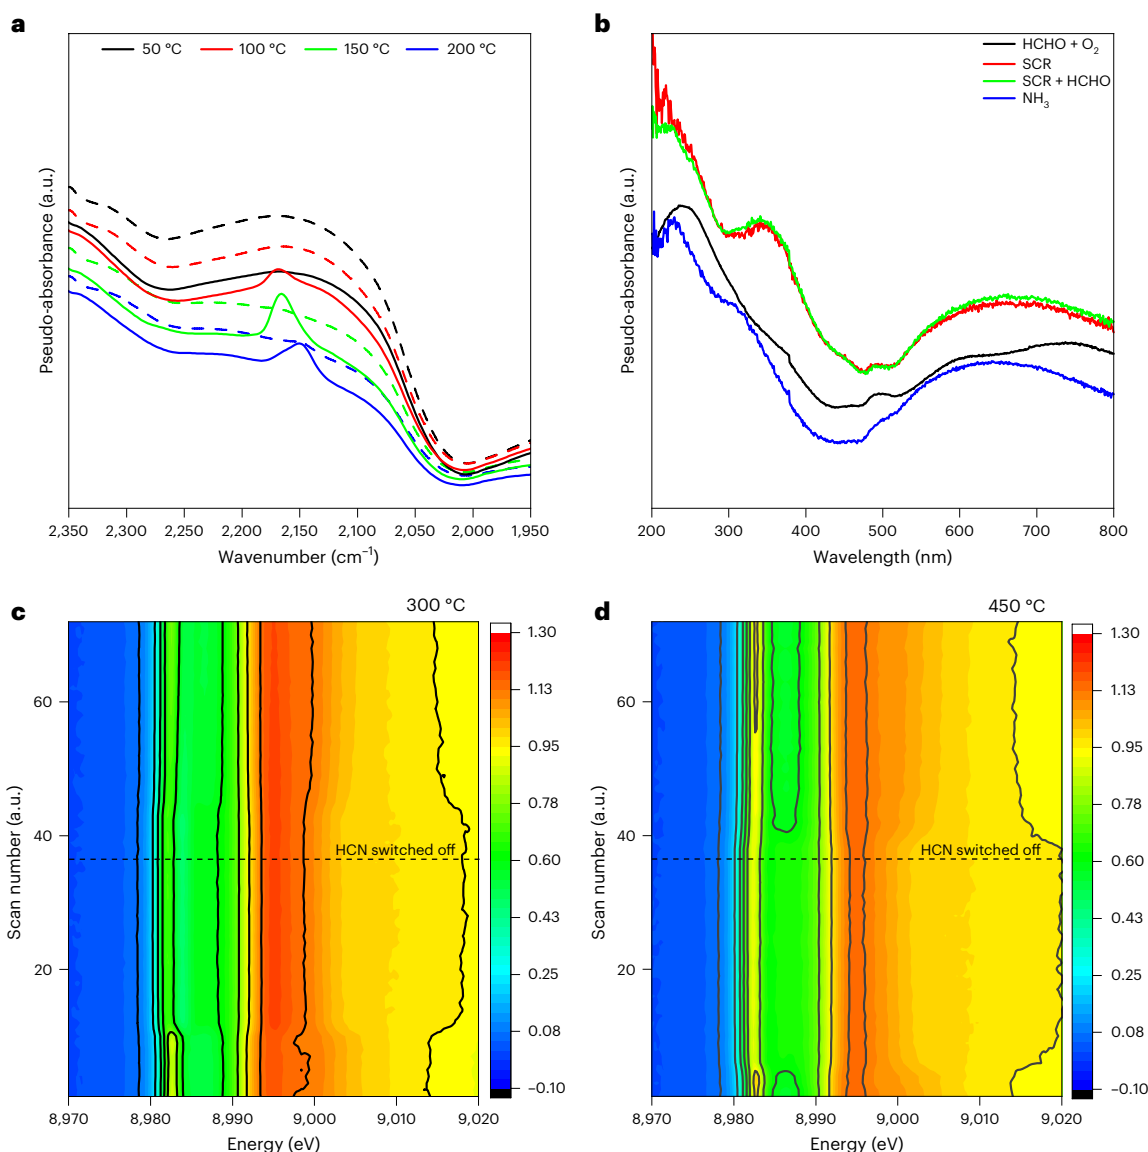 a
50 °C 100 °C 150 °C 200 °C
Pseudo-absorbance (a.u.)
2,350 2,300 2,250 2,200 2,150 2,100 2,050 2,000 1,950
Wavenumber (cm⁻¹)
b
HCHO + O₂
SCR
SCR + HCHO
NH₃
Pseudo-absorbance (a.u.)
200 300 400 500 600 700 800
Wavelength (nm)
c
300 °C
Scan number (a.u.)
60
40
20
HCN switched off
8,970 8,980 8,990 9,000 9,010 9,020
Energy (eV)
1.30
1.13
0.95
0.78
0.60
0.43
0.25
0.08
−0.10
d
450 °C
Scan number (a.u.)
60
40
20
HCN switched off
8,970 8,980 8,990 9,000 9,010 9,020
Energy (eV)
1.30
1.13
0.95
0.78
0.60
0.43
0.25
0.08
−0.10